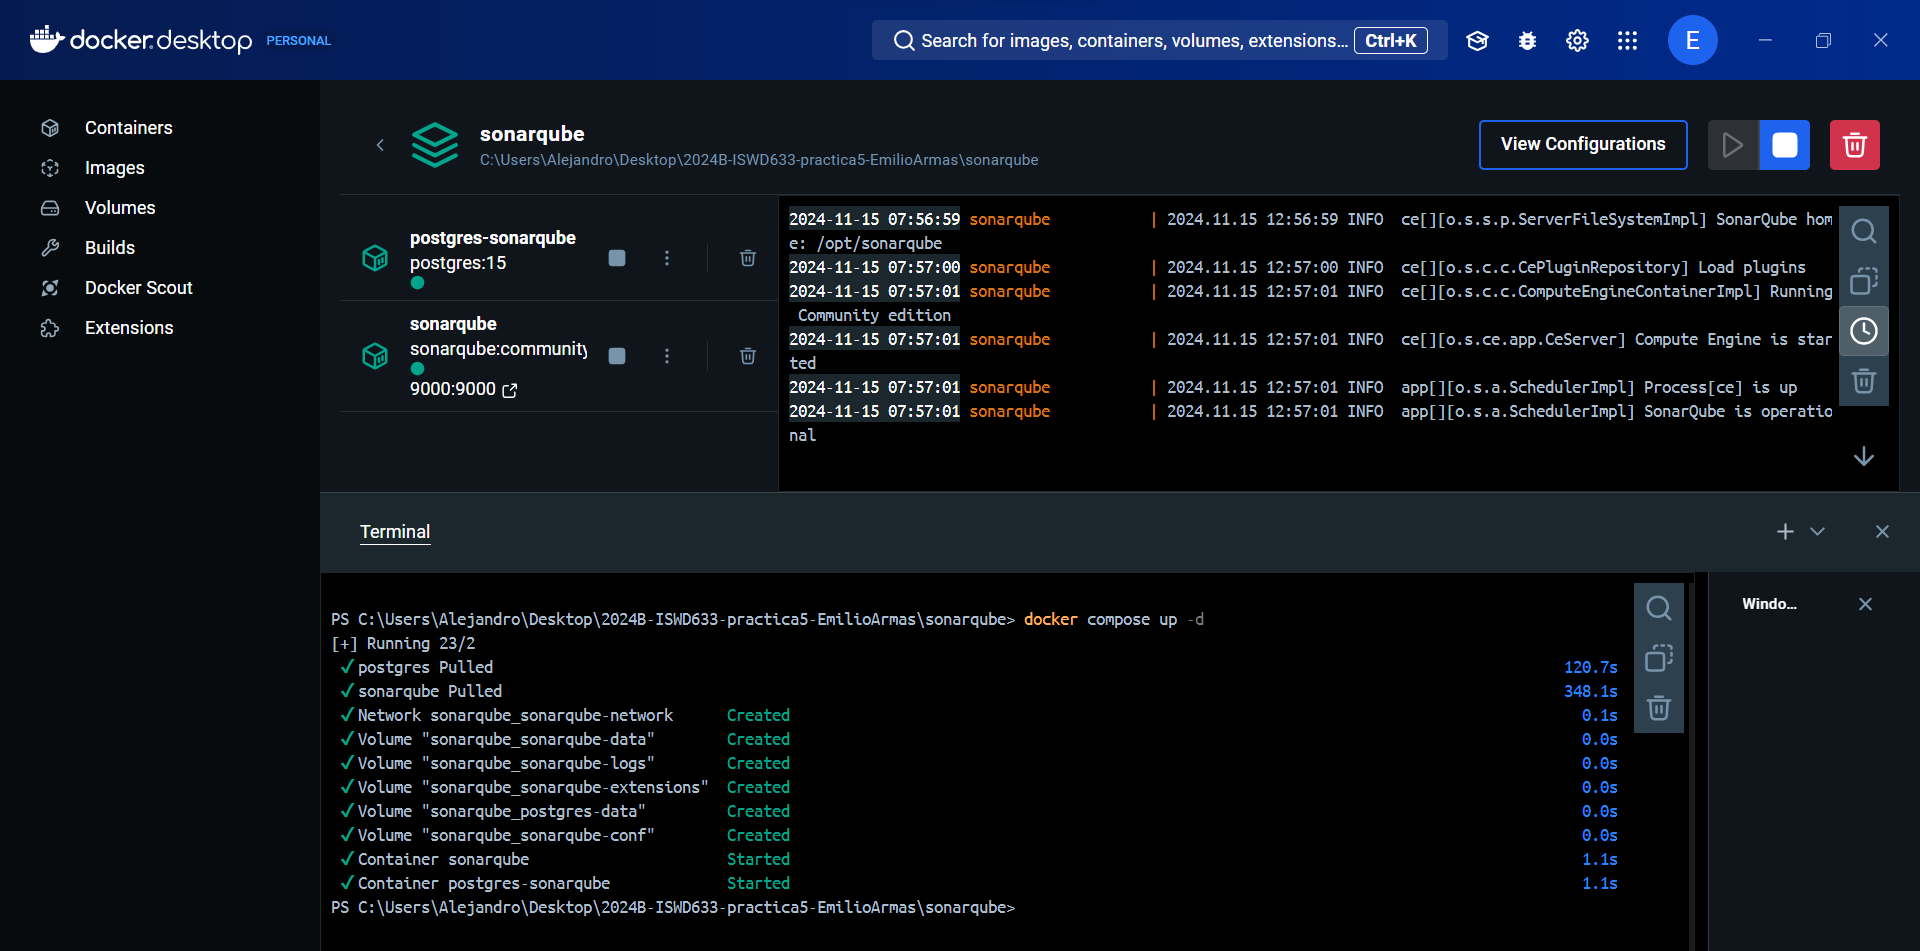 docker.desktop PERSONAL
Search for images, containers, volumes, extensions... Ctrl+K
E
Containers
Images
Volumes
Builds
Docker Scout
Extensions
sonarqube
C:\Users\Alejandro\Desktop\2024B-ISWD633-practica5-EmilioArmas\sonarqube
View Configurations
postgres-sonarqube
postgres:15
sonarqube
sonarqube:community
9000:9000
2024-11-15 07:56:59 sonarqube | 2024.11.15 12:56:59 INFO ce[][o.s.s.p.ServerFileSystemImpl] SonarQube hom
e: /opt/sonarqube
2024-11-15 07:57:00 sonarqube | 2024.11.15 12:57:00 INFO ce[][o.s.c.c.CePluginRepository] Load plugins
2024-11-15 07:57:01 sonarqube | 2024.11.15 12:57:01 INFO ce[][o.s.c.c.ComputeEngineContainerImpl] Running
Community edition
2024-11-15 07:57:01 sonarqube | 2024.11.15 12:57:01 INFO ce[][o.s.ce.app.CeServer] Compute Engine is star
ted
2024-11-15 07:57:01 sonarqube | 2024.11.15 12:57:01 INFO app[][o.s.a.SchedulerImpl] Process[ce] is up
2024-11-15 07:57:01 sonarqube | 2024.11.15 12:57:01 INFO app[][o.s.a.SchedulerImpl] SonarQube is operatio
nal
Terminal
Windo...
PS C:\Users\Alejandro\Desktop\2024B-ISWD633-practica5-EmilioArmas\sonarqube> docker compose up -d
[+] Running 23/2
✓ postgres Pulled 120.7s
✓ sonarqube Pulled 348.1s
✓ Network sonarqube_sonarqube-network Created 0.1s
✓ Volume "sonarqube_sonarqube-data" Created 0.0s
✓ Volume "sonarqube_sonarqube-logs" Created 0.0s
✓ Volume "sonarqube_sonarqube-extensions" Created 0.0s
✓ Volume "sonarqube_postgres-data" Created 0.0s
✓ Volume "sonarqube_sonarqube-conf" Created 0.0s
✓ Container sonarqube Started 1.1s
✓ Container postgres-sonarqube Started 1.1s
PS C:\Users\Alejandro\Desktop\2024B-ISWD633-practica5-EmilioArmas\sonarqube>